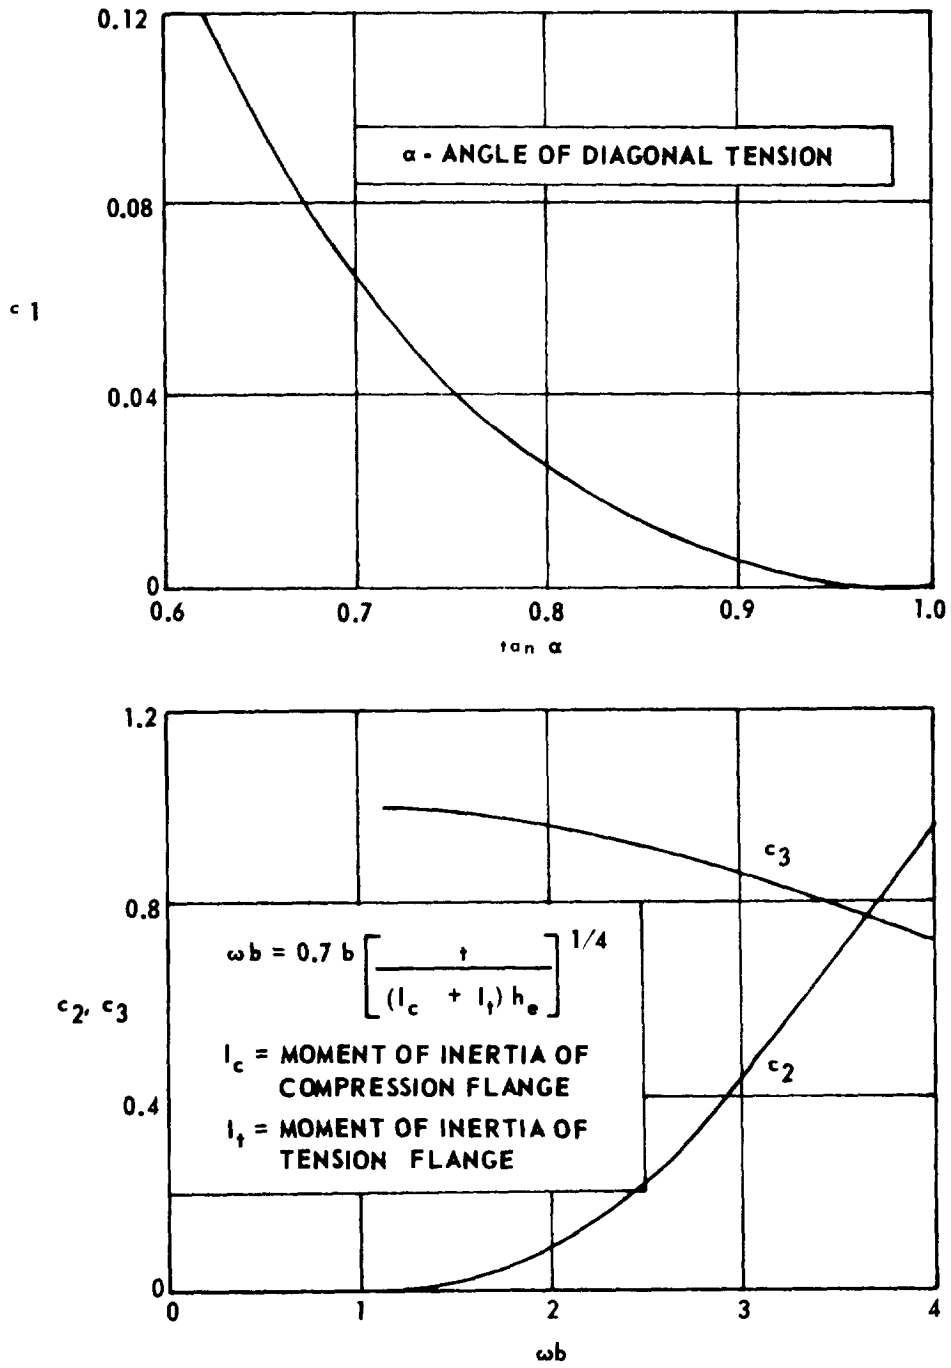 0.12
α - ANGLE OF DIAGONAL TENSION
0.08
c 1
0.04
0
0.6 0.7 0.8 0.9 1.0
tan α
1.2
c3
0.8
ωb = 0.7 b [ t / (Ic + It) he ] 1/4
c2, c3
Ic = MOMENT OF INERTIA OF
COMPRESSION FLANGE
c2
0.4
It = MOMENT OF INERTIA OF
TENSION FLANGE
0
0 1 2 3 4
ωb